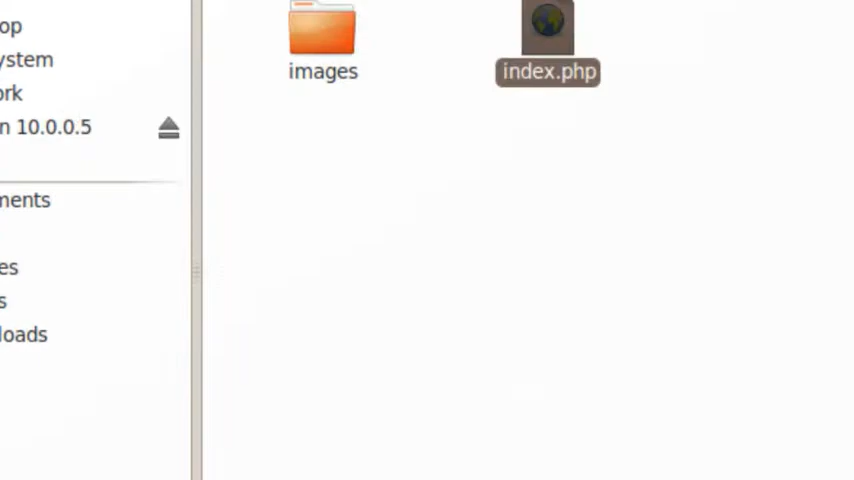 op
ystem
ork
n 10.0.0.5
ments
es
s
loads
images
index.php